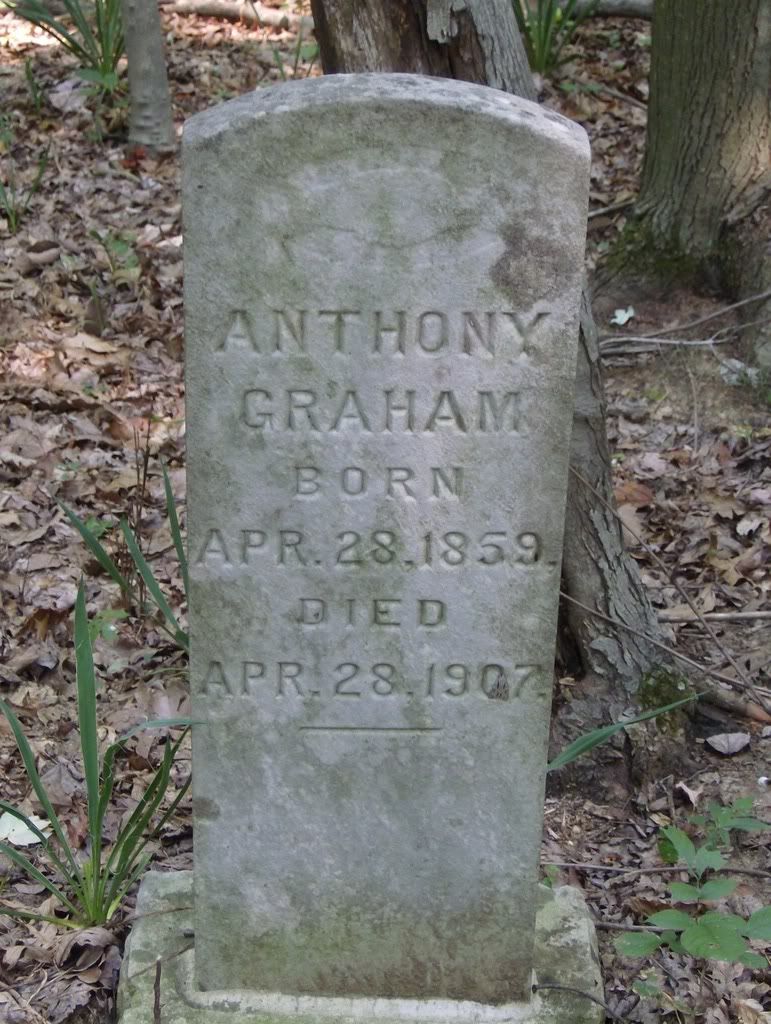 ANTHONY
GRAHAM
BORN
APR. 28. 1859.
DIED
APR. 28. 1907.